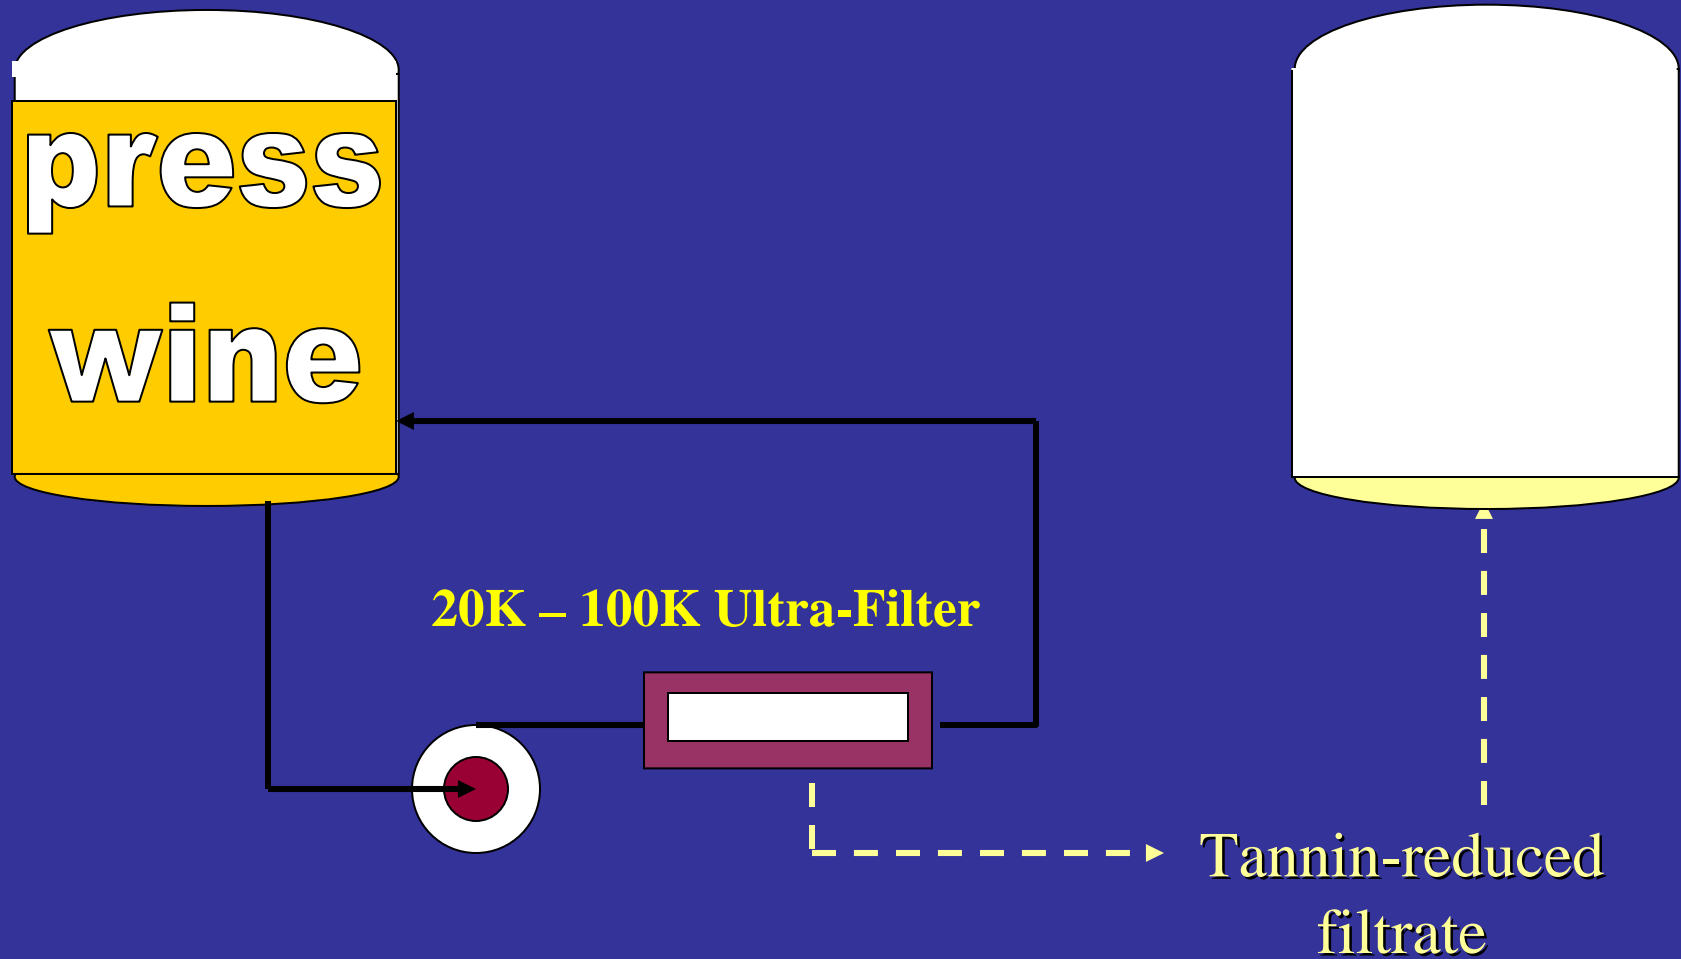 press
wine
20K – 100K Ultra-Filter
Tannin-reduced
filtrate